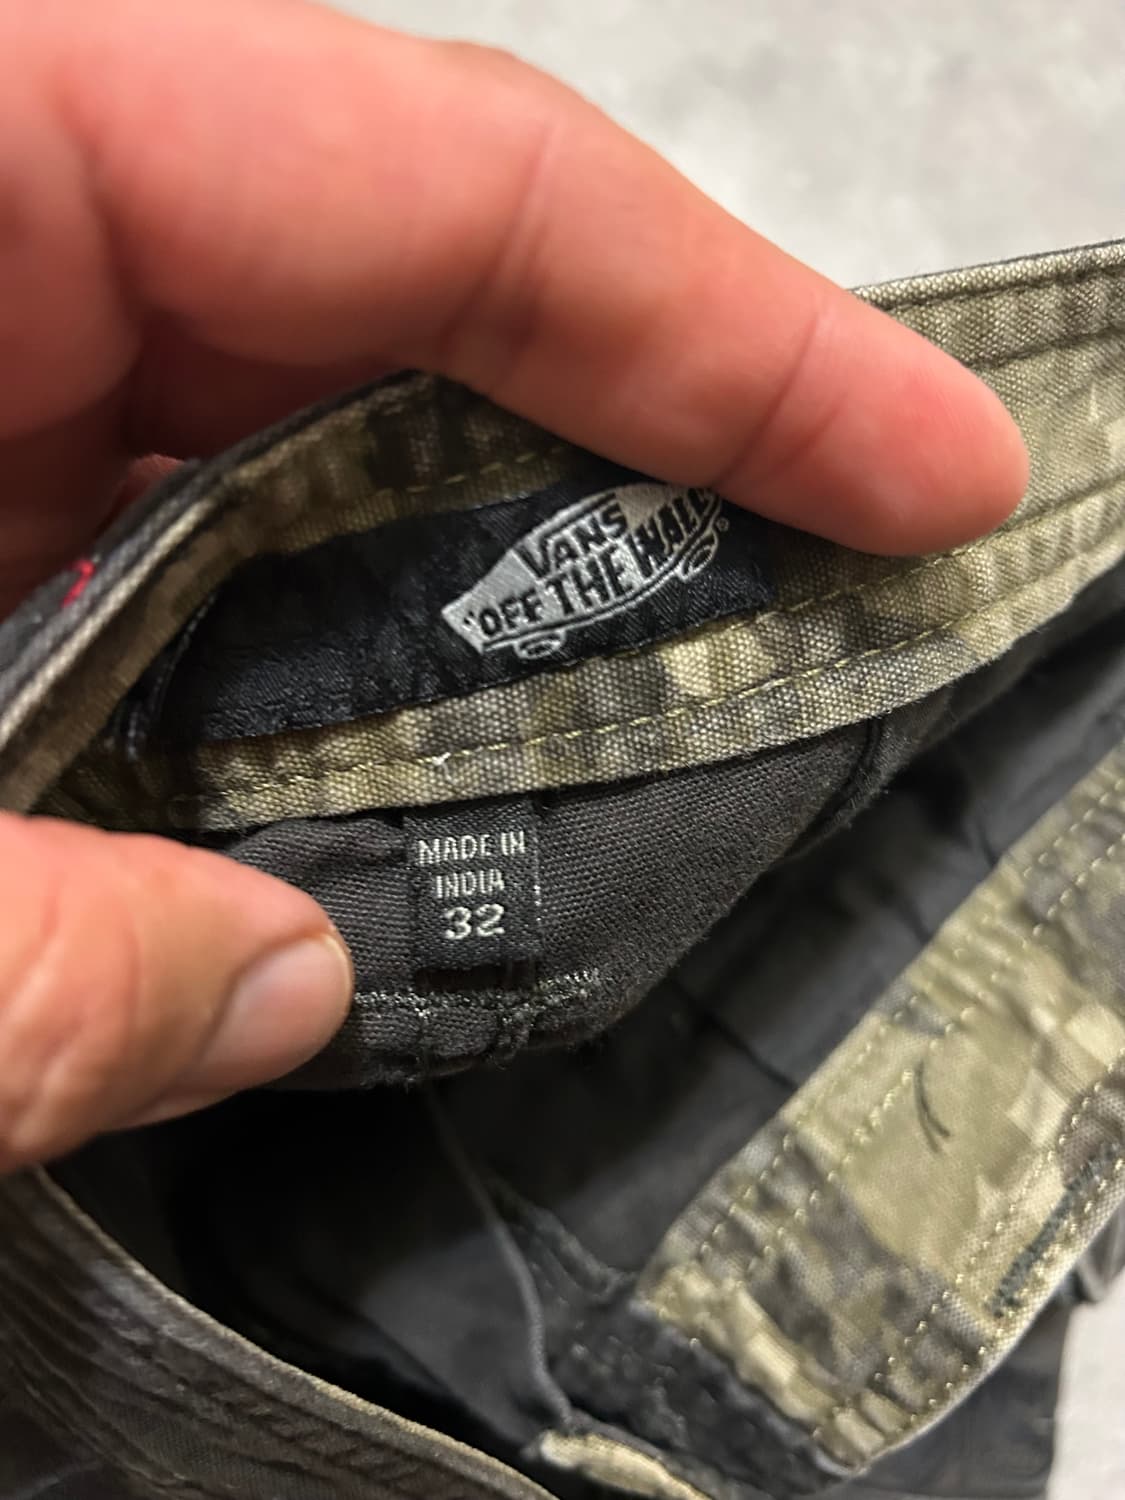 VANS
"OFF THE WALL
®
MADE IN
INDIA
32